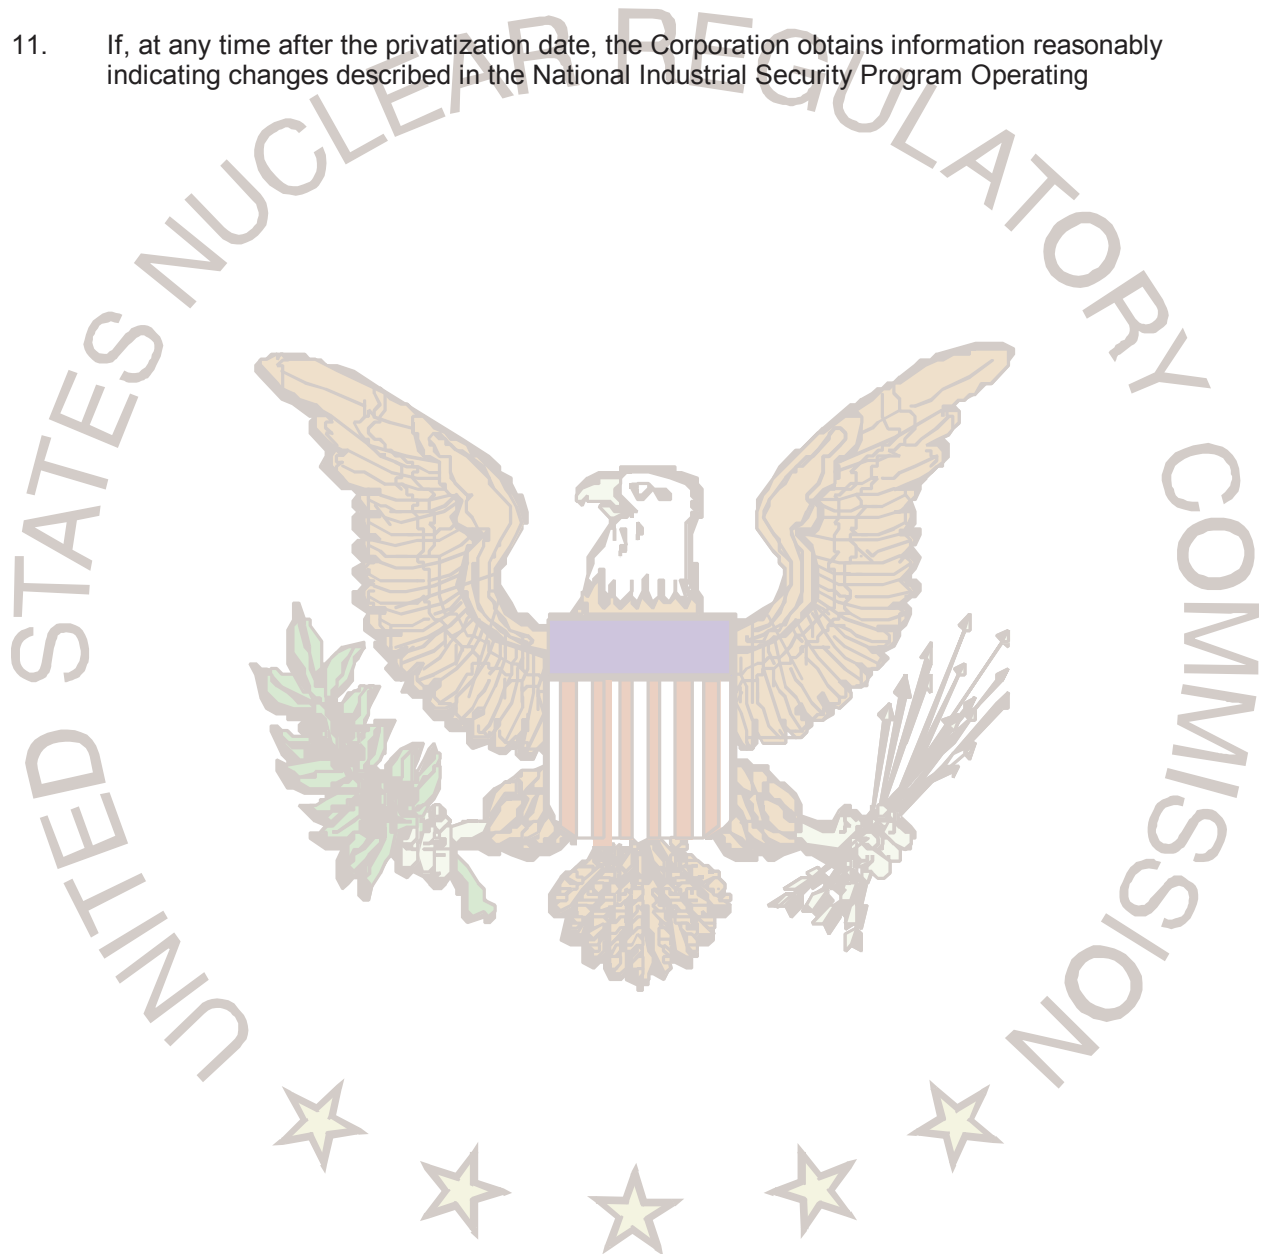 11. If, at any time after the privatization date, the Corporation obtains information reasonably
indicating changes described in the National Industrial Security Program Operating
UNITED STATES NUCLEAR REGULATORY COMMISSION